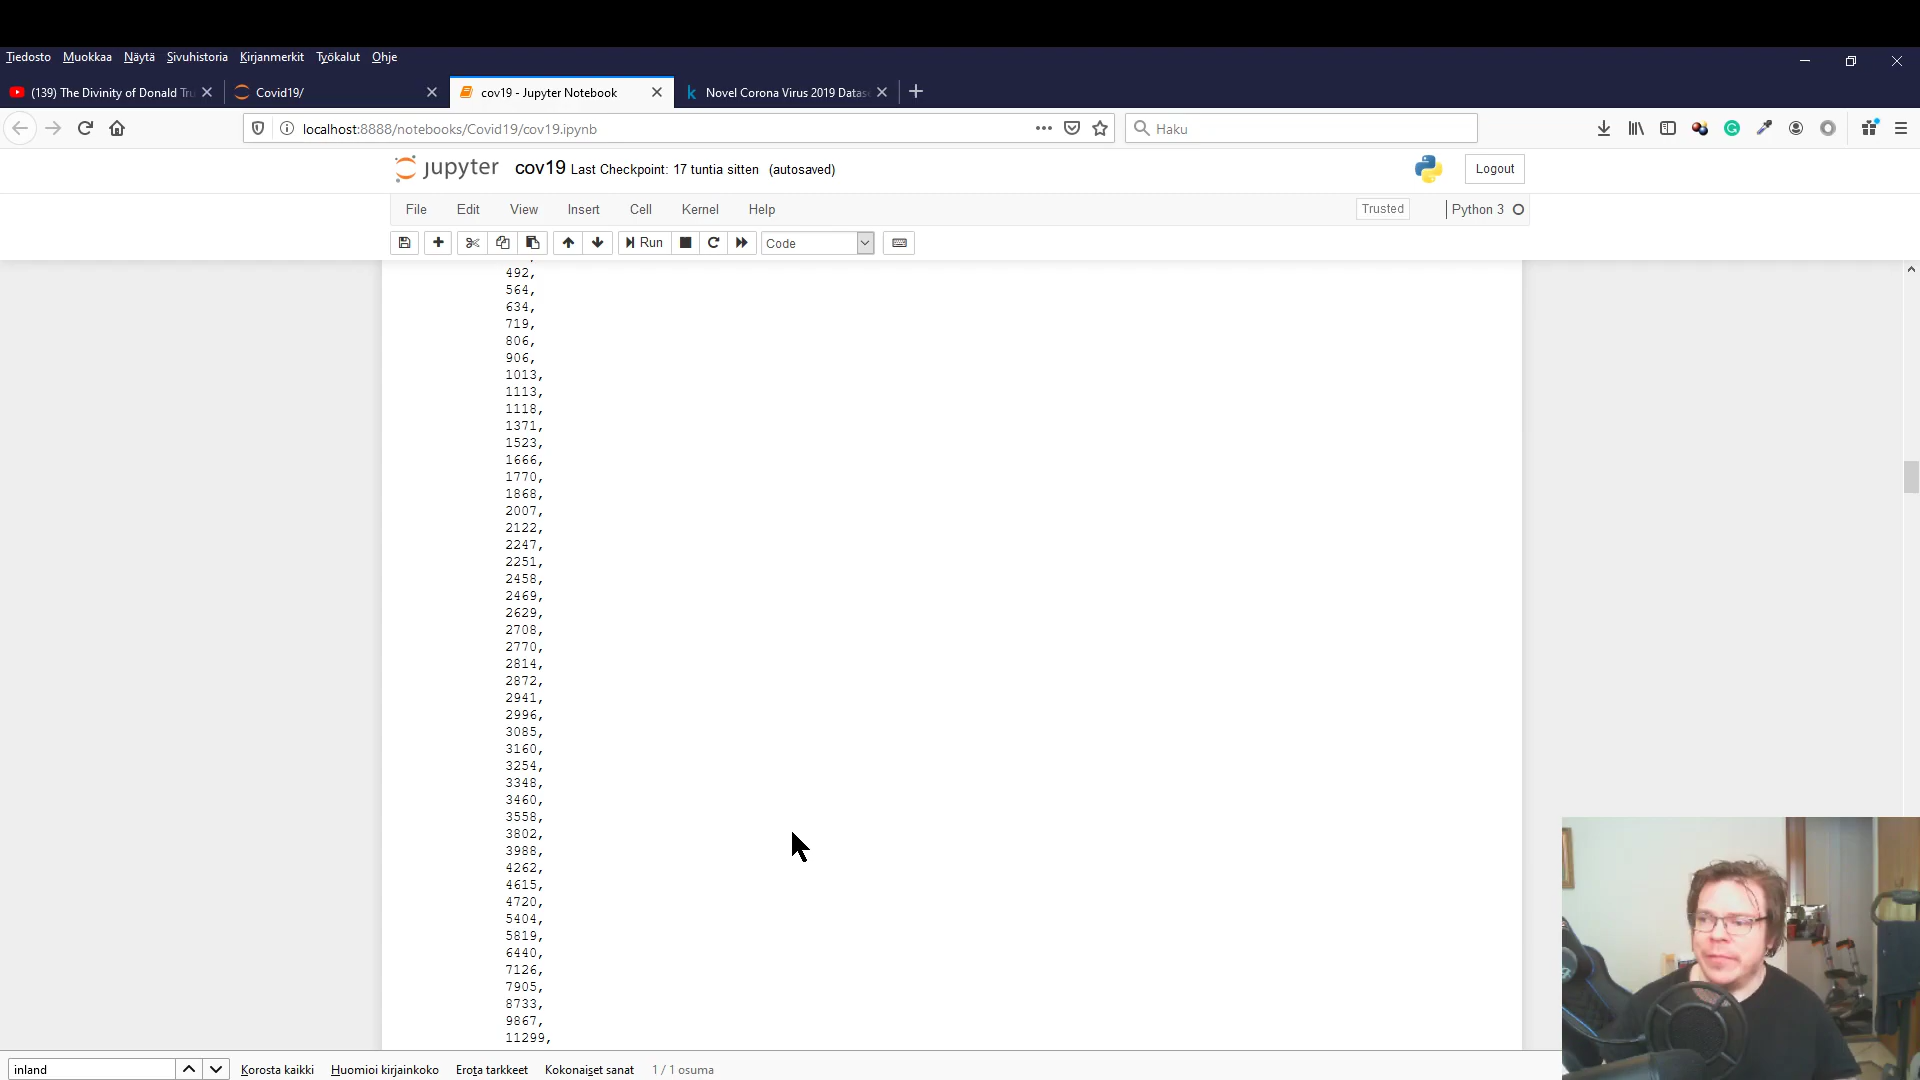 Tiedosto Muokkaa Näytä Sivuhistoria Kirjanmerkit Työkalut Ohje
(139) The Divinity of Donald Tru
Covid19/
cov19 - Jupyter Notebook
Novel Corona Virus 2019 Datas
localhost:8888/notebooks/Covid19/cov19.ipynb
Haku
jupyter cov19 Last Checkpoint: 17 tuntia sitten (autosaved)
Logout
File Edit View Insert Cell Kernel Help
Trusted
Python 3
Run
Code
492,
564,
634,
719,
806,
906,
1013,
1113,
1118,
1371,
1523,
1666,
1770,
1868,
2007,
2122,
2247,
2251,
2458,
2469,
2629,
2708,
2770,
2814,
2872,
2941,
2996,
3085,
3160,
3254,
3348,
3460,
3558,
3802,
3988,
4262,
4615,
4720,
5404,
5819,
6440,
7126,
7905,
8733,
9867,
11299,
inland
Korosta kaikki Huomioi kirjainkoko Erota tarkkeet Kokonaiset sanat 1 / 1 osuma